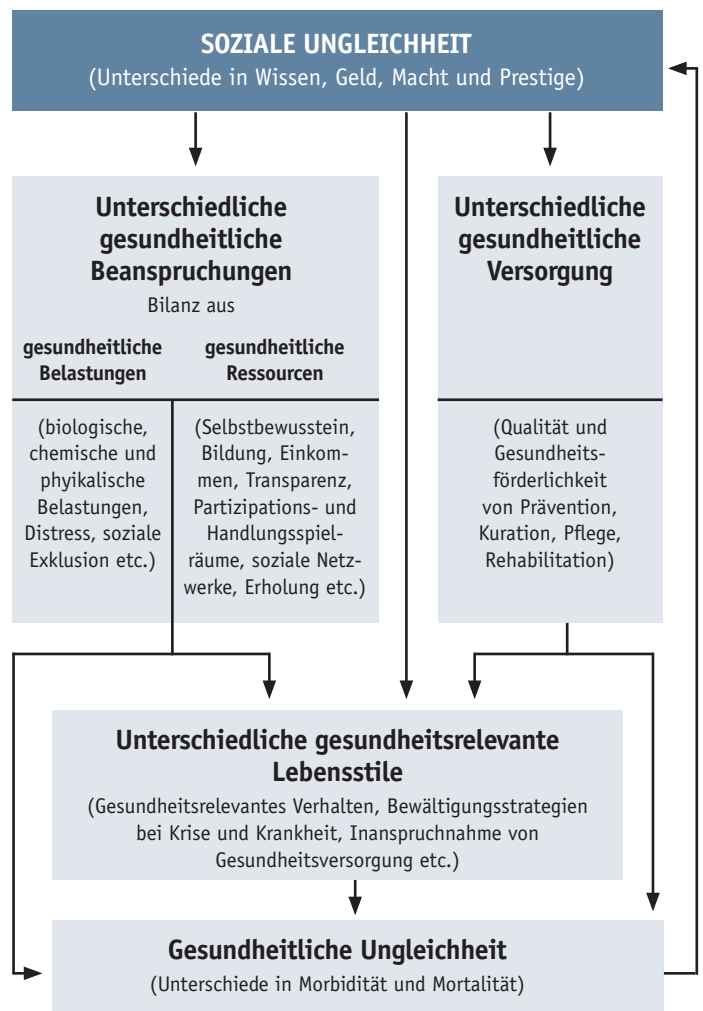 SOZIALE UNGLEICHHEIT
(Unterschiede in Wissen, Geld, Macht und Prestige)
Unterschiedliche
gesundheitliche
Beanspruchungen
Bilanz aus
gesundheitliche
Belastungen
gesundheitliche
Ressourcen
(biologische,
chemische und
phyikalische
Belastungen,
Distress, soziale
Exklusion etc.)
(Selbstbewusstein,
Bildung, Einkom-
men, Transparenz,
Partizipations- und
Handlungsspiel-
räume, soziale Netz-
werke, Erholung etc.)
Unterschiedliche
gesundheitliche
Versorgung
(Qualität und
Gesundheits-
förderlichkeit
von Prävention,
Kuration, Pflege,
Rehabilitation)
Unterschiedliche gesundheitsrelevante
Lebensstile
(Gesundheitsrelevantes Verhalten, Bewältigungsstrategien
bei Krise und Krankheit, Inanspruchnahme von
Gesundheitsversorgung etc.)
Gesundheitliche Ungleichheit
(Unterschiede in Morbidität und Mortalität)